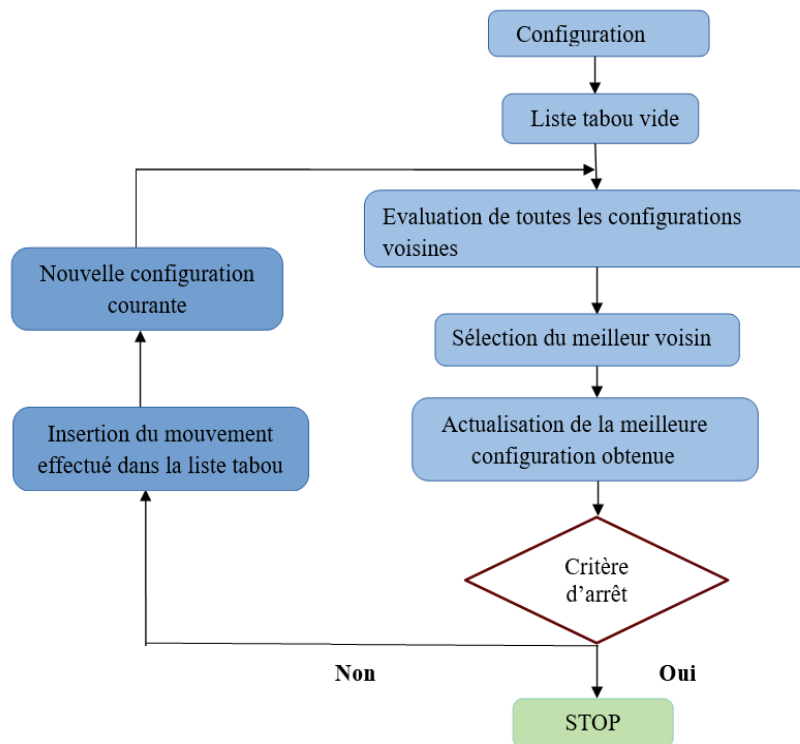 Configuration
Liste tabou vide
Evaluation de toutes les configurations
voisines
Nouvelle configuration
courante
Sélection du meilleur voisin
Insertion du mouvement
effectué dans la liste tabou
Actualisation de la meilleure
configuration obtenue
Critère
d’arrêt
Non
Oui
STOP